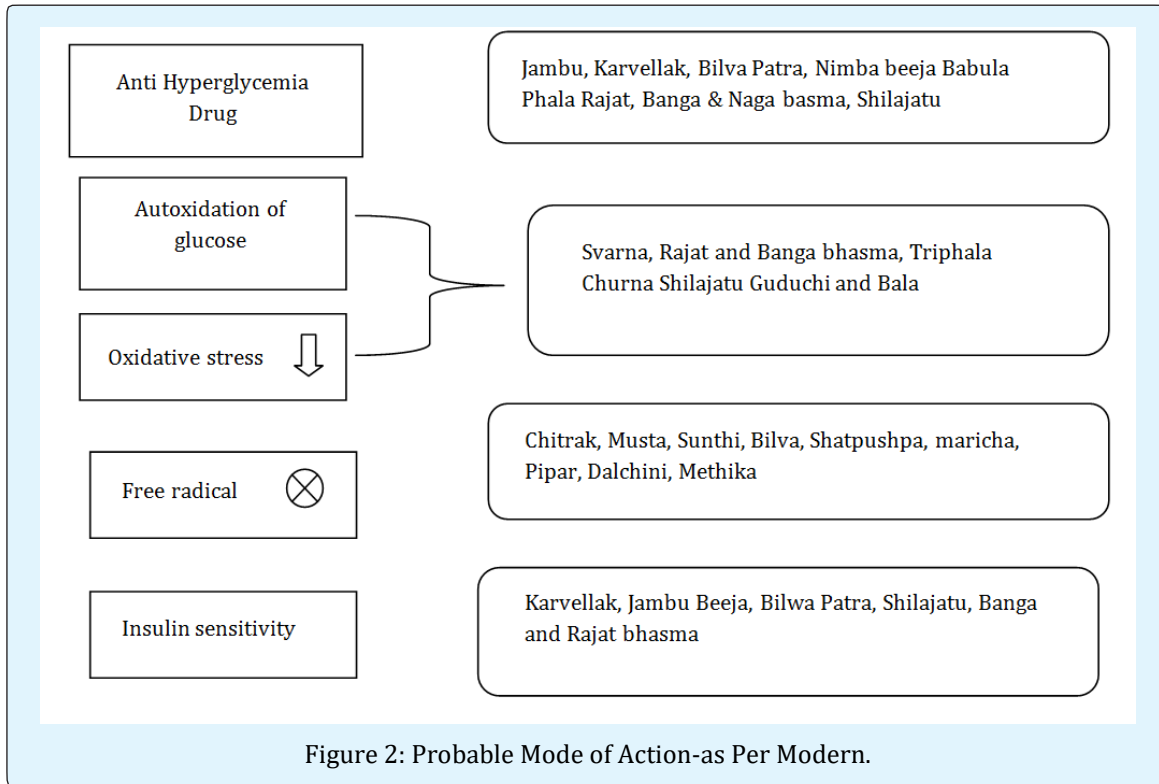 Anti Hyperglycemia
Drug
Jambu, Karvellak, Bilva Patra, Nimba beeja Babula
Phala Rajat, Banga & Naga basma, Shilajatu
Autoxidation of
glucose
Oxidative stress
Svarna, Rajat and Banga bhasma, Triphala
Churna Shilajatu Guduchi and Bala
Free radical
Chitrak, Musta, Sunthi, Bilva, Shatpushpa, maricha,
Pipar, Dalchini, Methika
Insulin sensitivity
Karvellak, Jambu Beeja, Bilwa Patra, Shilajatu, Banga
and Rajat bhasma
Figure 2: Probable Mode of Action-as Per Modern.